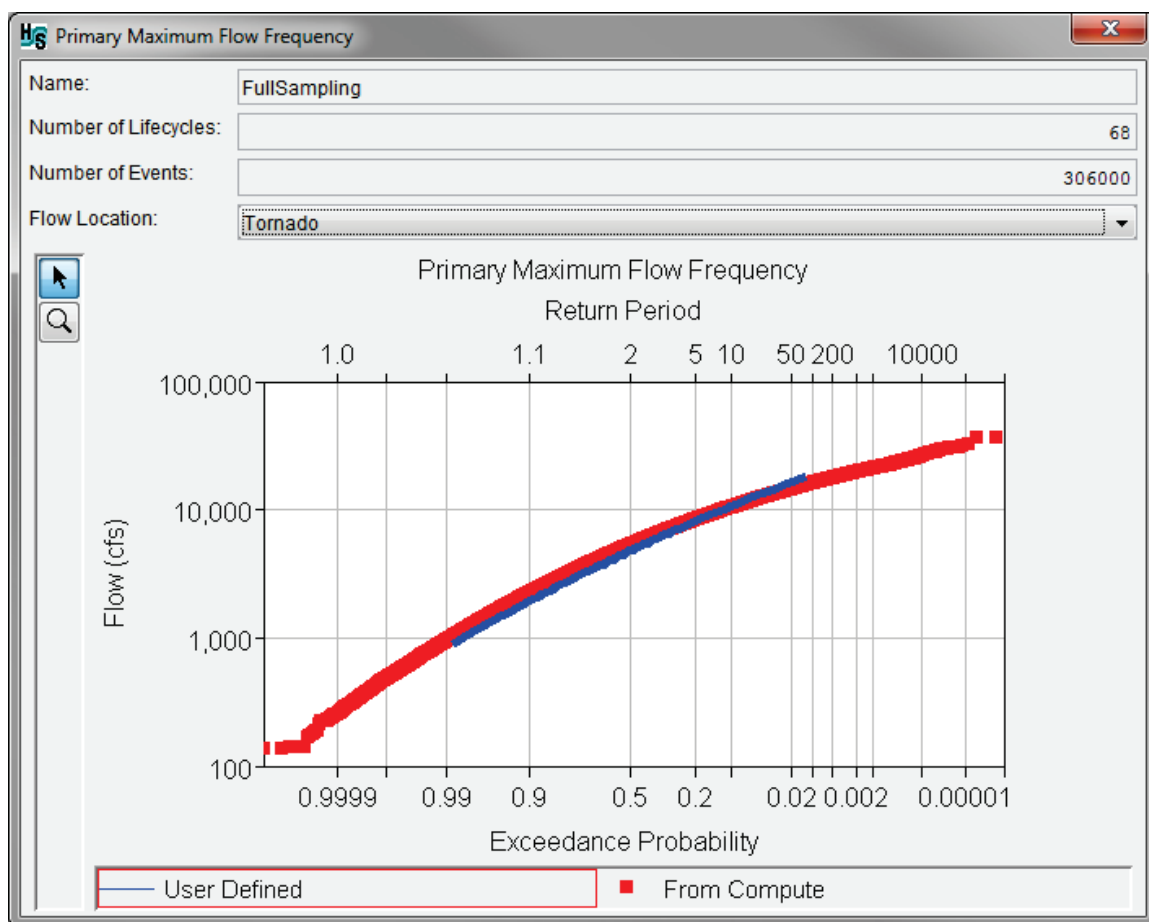 HS Primary Maximum Flow Frequency X
Name: FullSampling
Number of Lifecycles: 68
Number of Events: 306000
Flow Location: Tornado
Primary Maximum Flow Frequency
Return Period
1.0 1.1 2 5 10 50 200 10000
100,000
10,000
1,000
100
Flow (cfs)
0.9999 0.99 0.9 0.5 0.2 0.02 0.002 0.00001
Exceedance Probability
User Defined From Compute